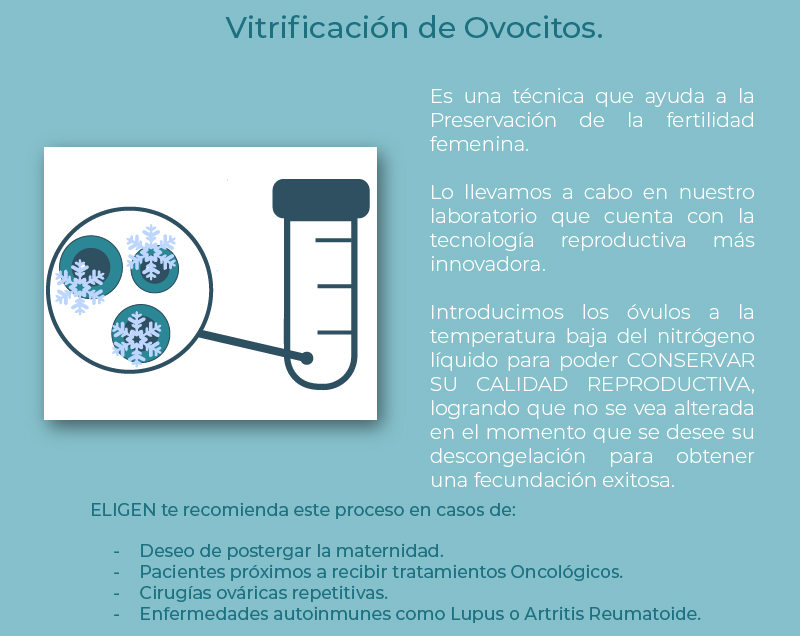 Vitrificación de Ovocitos.
Es una técnica que ayuda a la
Preservación de la fertilidad
femenina.
Lo llevamos a cabo en nuestro
laboratorio que cuenta con la
tecnología reproductiva más
innovadora.
Introducimos los óvulos a la
temperatura baja del nitrógeno
líquido para poder CONSERVAR
SU CALIDAD REPRODUCTIVA,
logrando que no se vea alterada
en el momento que se desee su
descongelación para obtener
una fecundación exitosa.
ELIGEN te recomienda este proceso en casos de:
- Deseo de postergar la maternidad.
- Pacientes próximos a recibir tratamientos Oncológicos.
- Cirugías ováricas repetitivas.
- Enfermedades autoinmunes como Lupus o Artritis Reumatoide.